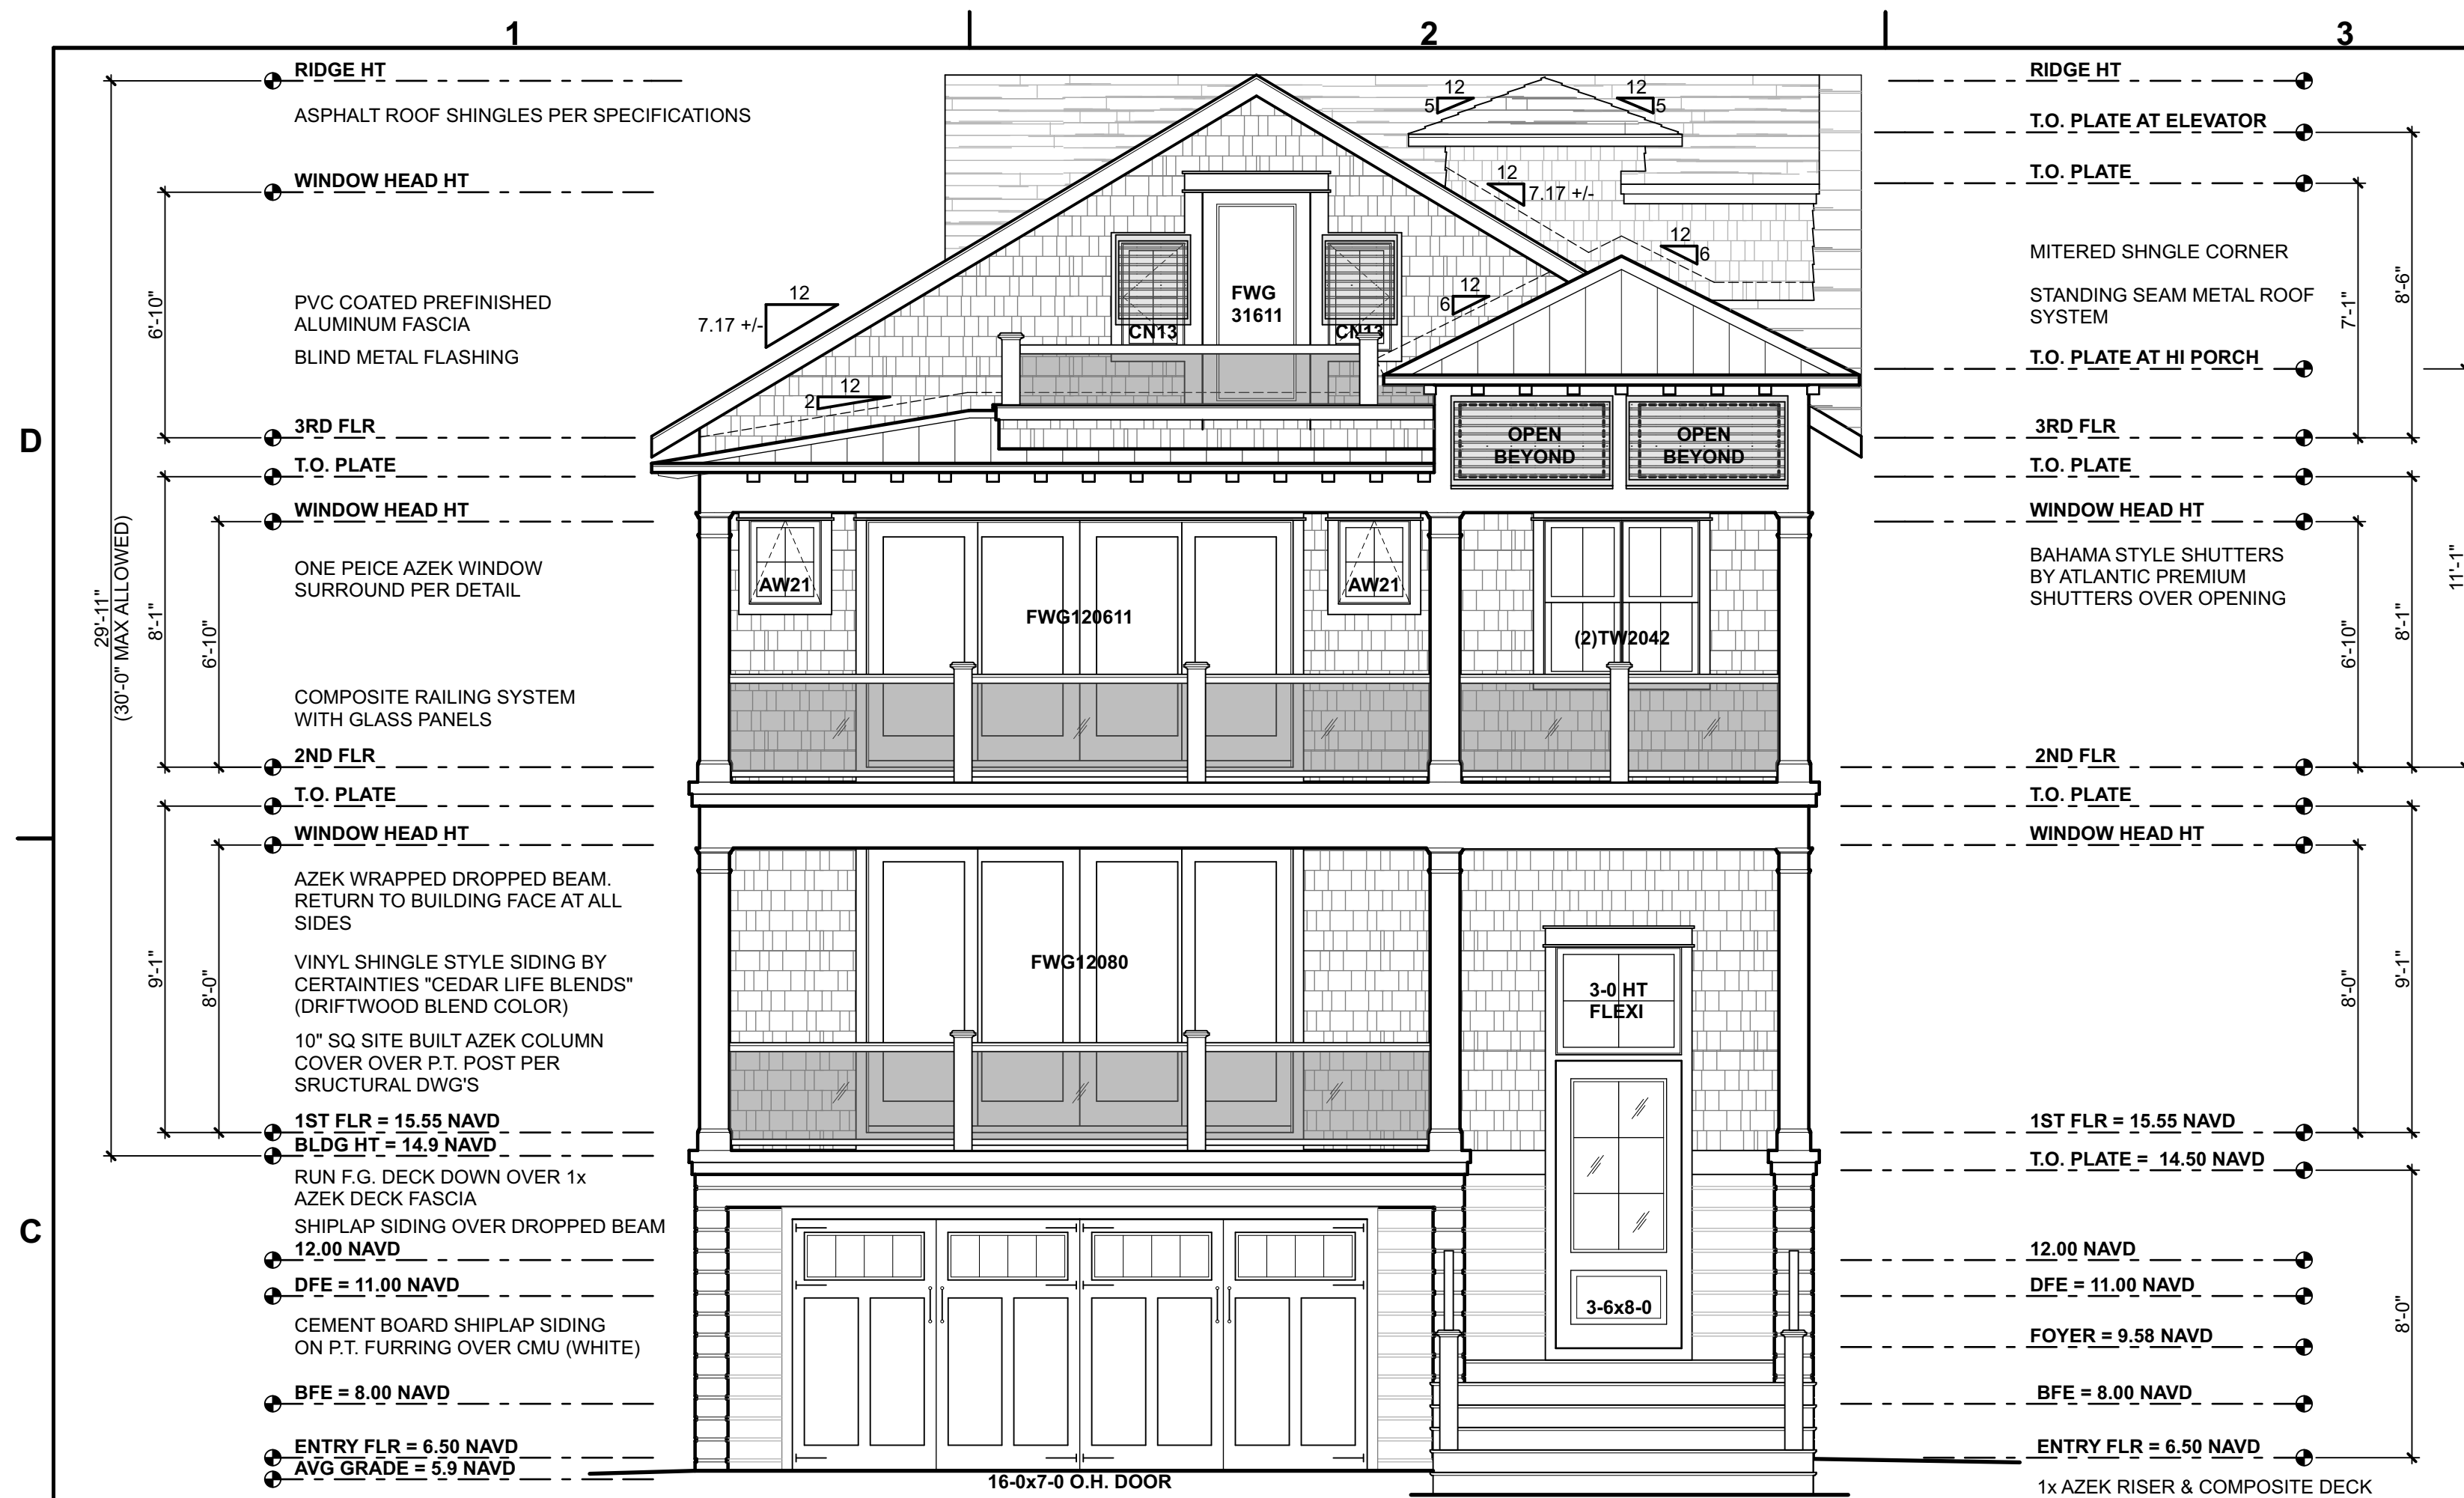 1
2
3
D
C
RIDGE HT
ASPHALT ROOF SHINGLES PER SPECIFICATIONS
WINDOW HEAD HT
6'-10"
PVC COATED PREFINISHED
ALUMINUM FASCIA
BLIND METAL FLASHING
3RD FLR
T.O. PLATE
WINDOW HEAD HT
29'-11"
(30'-0" MAX ALLOWED)
8'-1"
6'-10"
ONE PEICE AZEK WINDOW
SURROUND PER DETAIL
COMPOSITE RAILING SYSTEM
WITH GLASS PANELS
2ND FLR
T.O. PLATE
WINDOW HEAD HT
9'-1"
8'-0"
AZEK WRAPPED DROPPED BEAM.
RETURN TO BUILDING FACE AT ALL
SIDES
VINYL SHINGLE STYLE SIDING BY
CERTAINTIES "CEDAR LIFE BLENDS"
(DRIFTWOOD BLEND COLOR)
10" SQ SITE BUILT AZEK COLUMN
COVER OVER P.T. POST PER
SRUCTURAL DWG'S
1ST FLR = 15.55 NAVD
BLDG HT = 14.9 NAVD
RUN F.G. DECK DOWN OVER 1x
AZEK DECK FASCIA
SHIPLAP SIDING OVER DROPPED BEAM
12.00 NAVD
DFE = 11.00 NAVD
CEMENT BOARD SHIPLAP SIDING
ON P.T. FURRING OVER CMU (WHITE)
BFE = 8.00 NAVD
ENTRY FLR = 6.50 NAVD
AVG GRADE = 5.9 NAVD
12
5
12
5
12
7.17 +/-
12
6
12
6
12
7.17 +/-
12
2
FWG
31611
CN13
CN13
OPEN
BEYOND
OPEN
BEYOND
AW21
FWG120611
AW21
(2)TW2042
FWG12080
3-0 HT
FLEXI
3-6x8-0
16-0x7-0 O.H. DOOR
RIDGE HT
T.O. PLATE AT ELEVATOR
T.O. PLATE
MITERED SHNGLE CORNER
STANDING SEAM METAL ROOF
SYSTEM
7'-1"
8'-6"
T.O. PLATE AT HI PORCH
3RD FLR
T.O. PLATE
WINDOW HEAD HT
BAHAMA STYLE SHUTTERS
BY ATLANTIC PREMIUM
SHUTTERS OVER OPENING
6'-10"
8'-1"
11'-1"
2ND FLR
T.O. PLATE
WINDOW HEAD HT
8'-0"
9'-1"
1ST FLR = 15.55 NAVD
T.O. PLATE = 14.50 NAVD
12.00 NAVD
DFE = 11.00 NAVD
FOYER = 9.58 NAVD
8'-0"
BFE = 8.00 NAVD
ENTRY FLR = 6.50 NAVD
1x AZEK RISER & COMPOSITE DECK